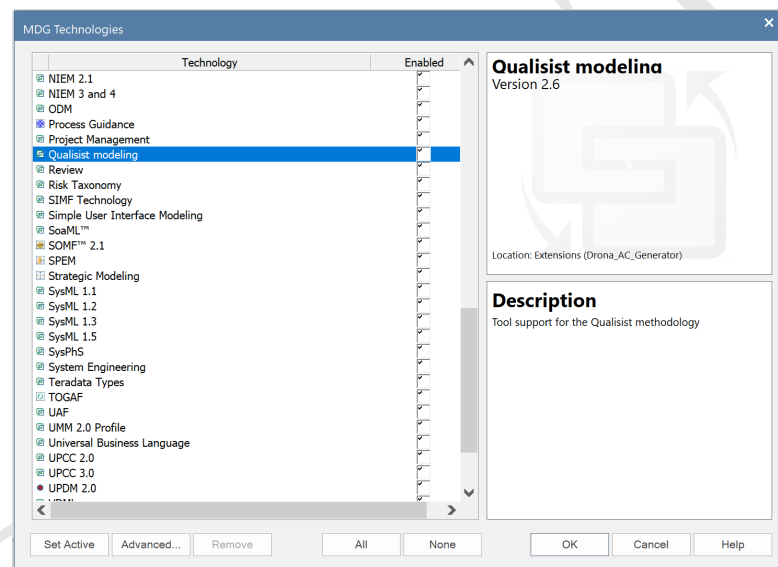 MDG Technologies
Technology Enabled
NIEM 2.1
NIEM 3 and 4
ODM
Process Guidance
Project Management
Qualisist modeling
Review
Risk Taxonomy
SIMF Technology
Simple User Interface Modeling
SoaML™
SOMF™ 2.1
SPEM
Strategic Modeling
SysML 1.1
SysML 1.2
SysML 1.3
SysML 1.5
SysPhS
System Engineering
Teradata Types
TOGAF
UAF
UMM 2.0 Profile
Universal Business Language
UPCC 2.0
UPCC 3.0
UPDM 2.0
VDML
Qualisist modeling
Version 2.6
Location: Extensions (Drona_AC_Generator)
Description
Tool support for the Qualisist methodology
Set Active Advanced... Remove All None OK Cancel Help